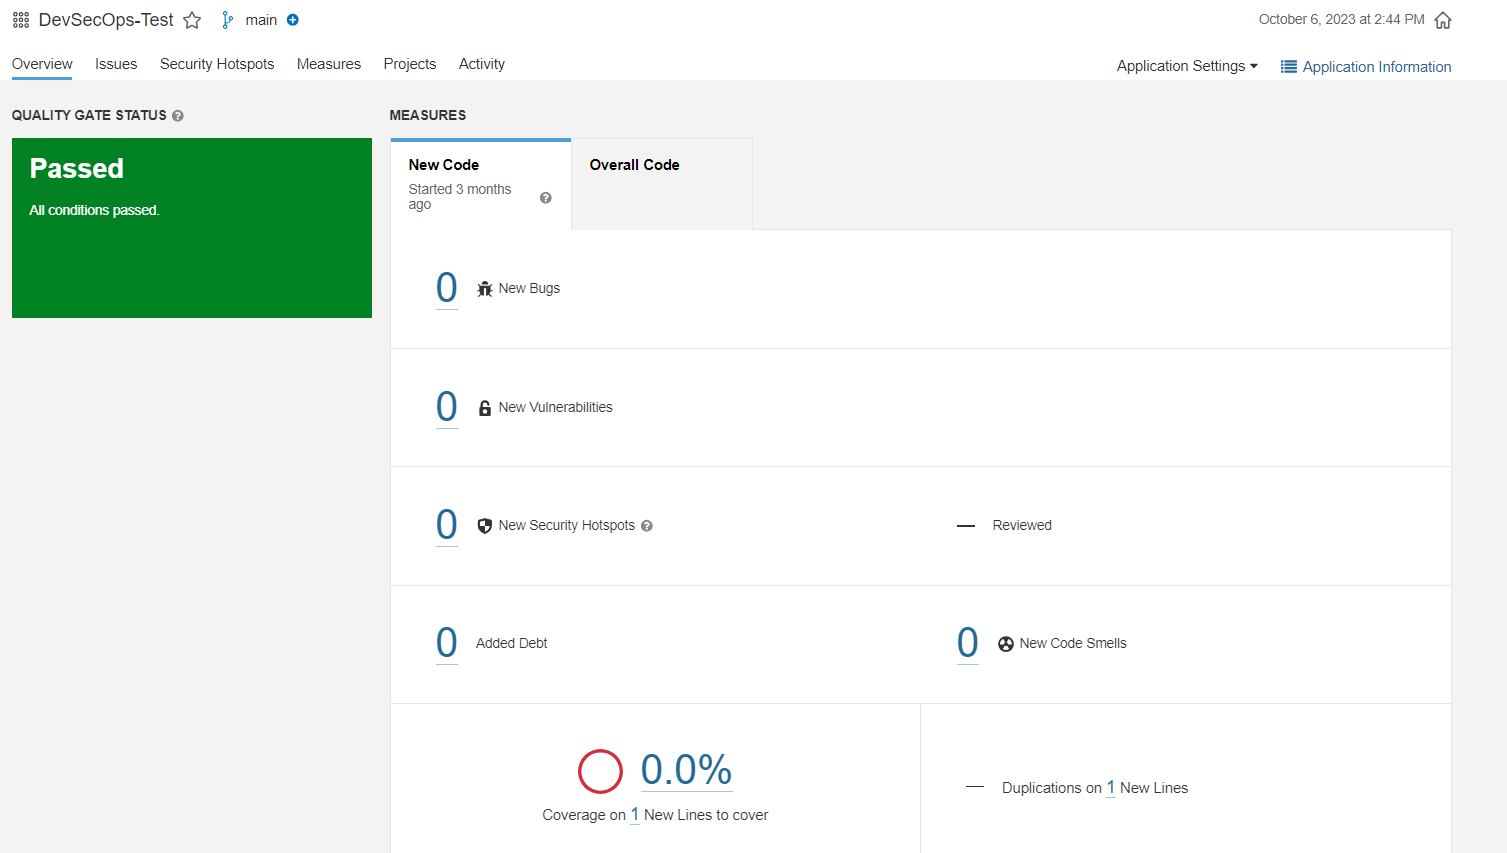 DevSecOps-Test main October 6, 2023 at 2:44 PM
Overview Issues Security Hotspots Measures Projects Activity Application Settings Application Information
QUALITY GATE STATUS
Passed
All conditions passed.
MEASURES
New Code
Started 3 months
ago
Overall Code
0 New Bugs
0 New Vulnerabilities
0 New Security Hotspots — Reviewed
0 Added Debt 0 New Code Smells
0.0%
Coverage on 1 New Lines to cover
— Duplications on 1 New Lines